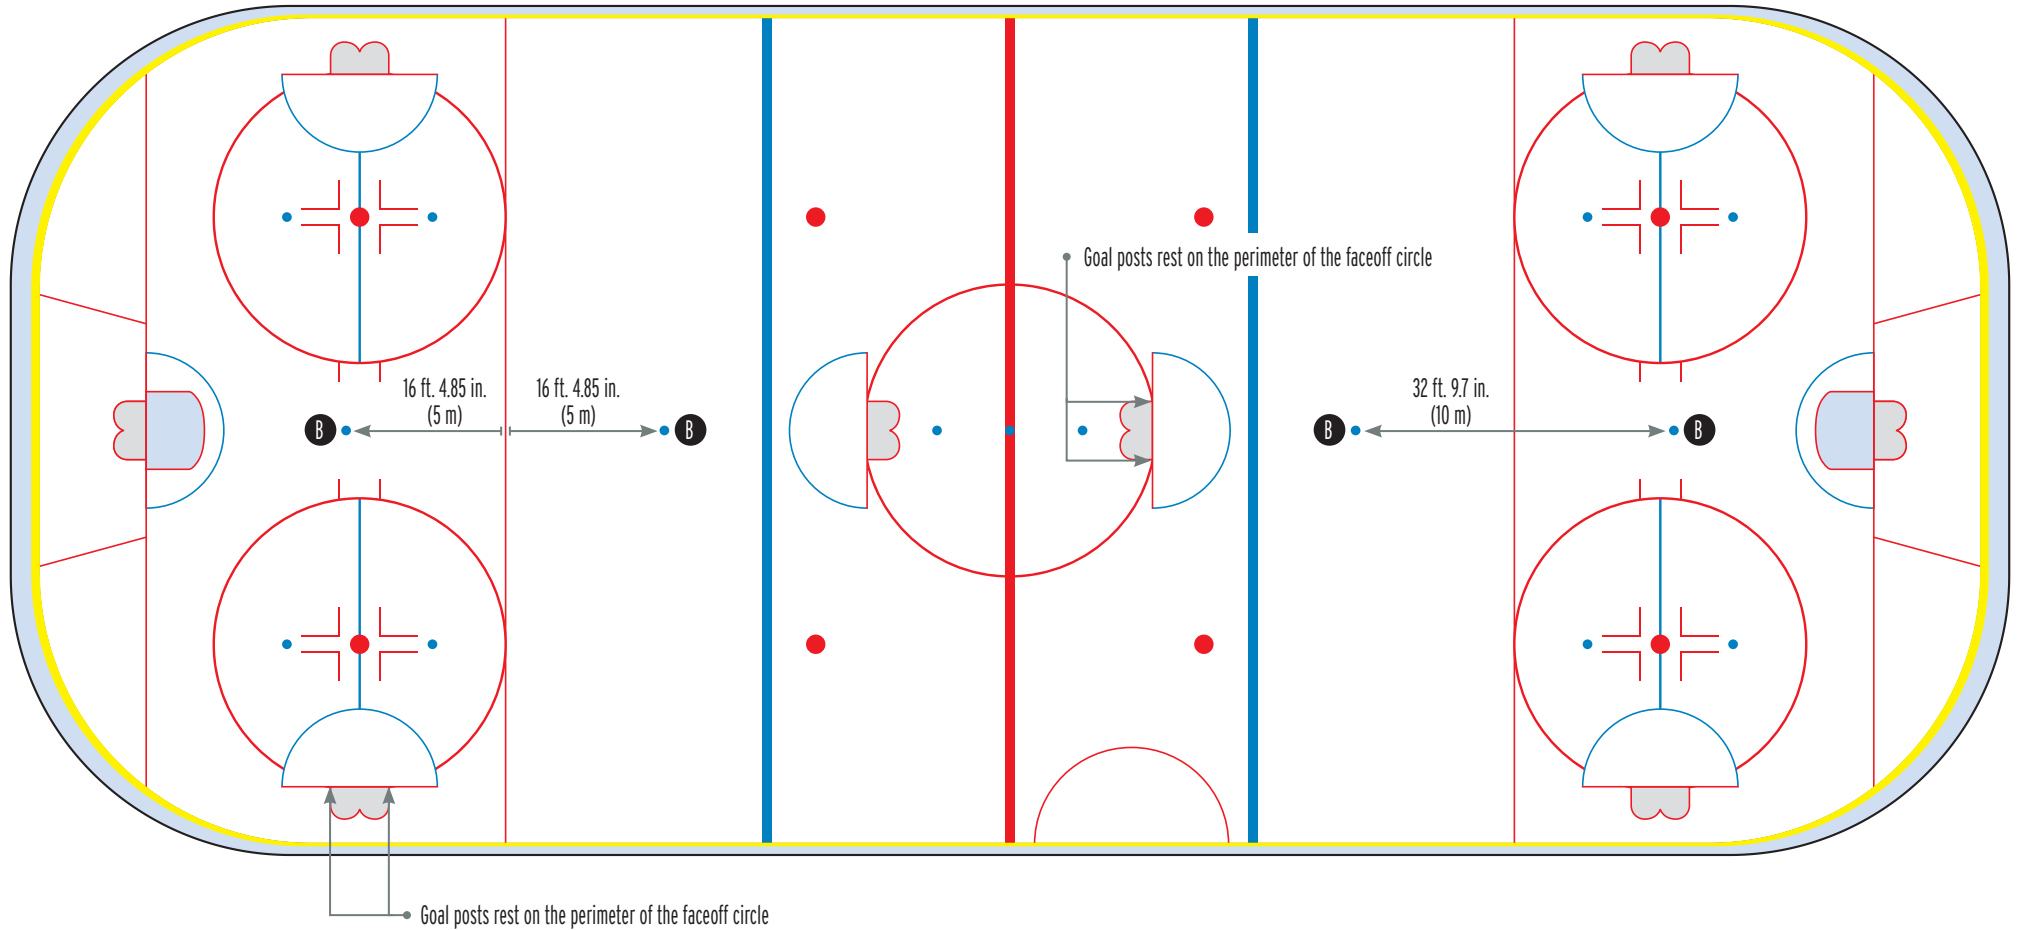 Goal posts rest on the perimeter of the faceoff circle
16 ft. 4.85 in.
(5 m)
16 ft. 4.85 in.
(5 m)
32 ft. 9.7 in.
(10 m)
B
B
B
B
Goal posts rest on the perimeter of the faceoff circle